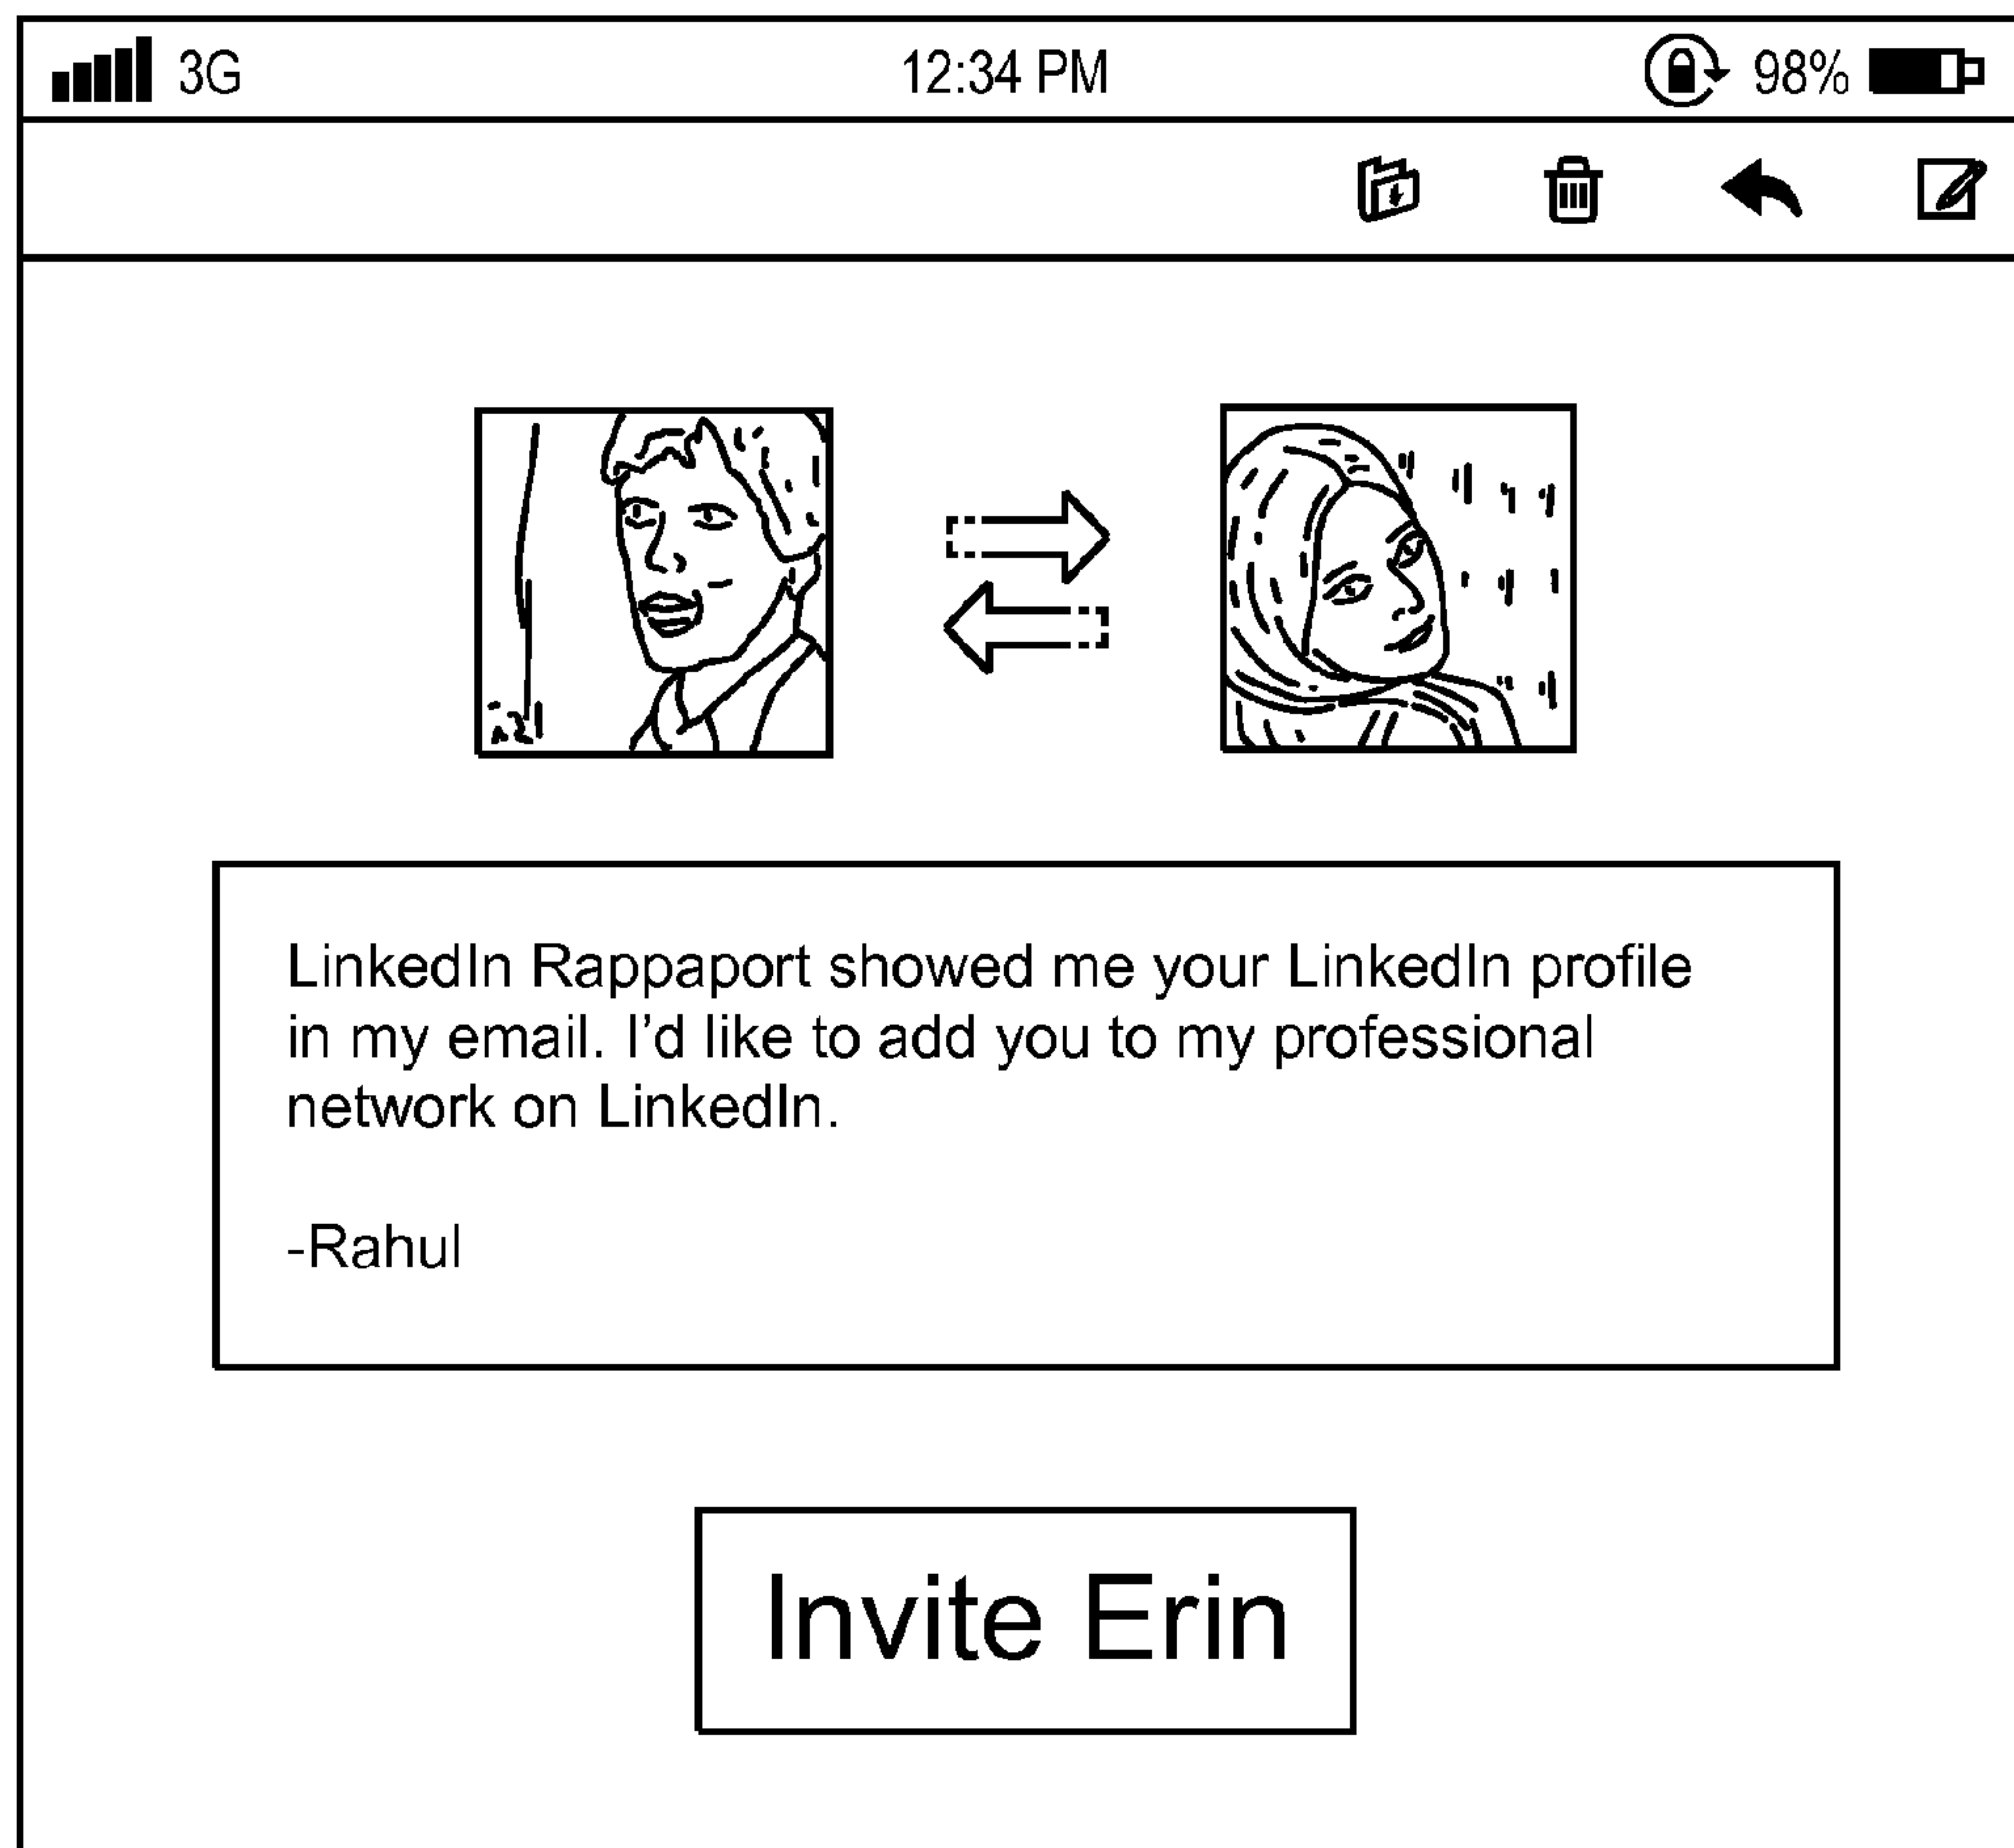 3G 12:34 PM 98%
LinkedIn Rappaport showed me your LinkedIn profile
in my email. I’d like to add you to my professional
network on LinkedIn.
-Rahul
Invite Erin